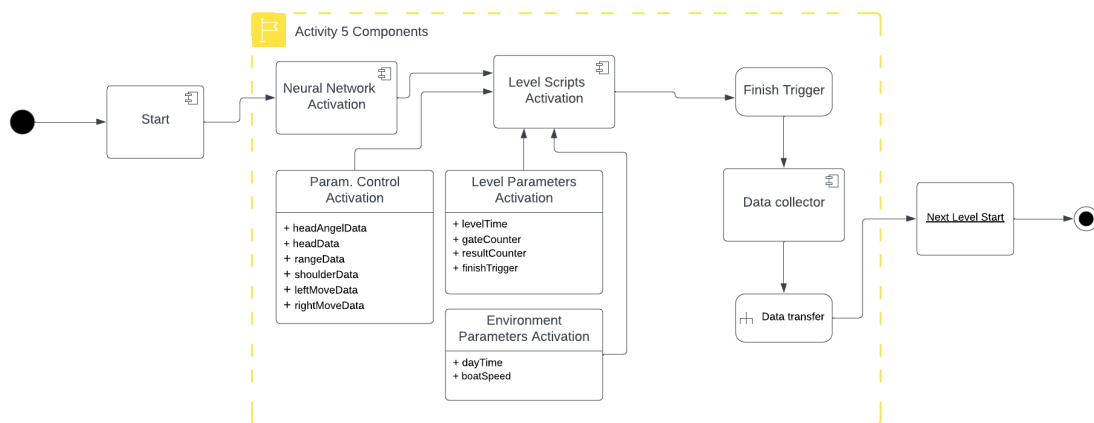 Activity 5 Components
Start
Neural Network
Activation
Level Scripts
Activation
Finish Trigger
Param. Control
Activation
+ headAngelData
+ headData
+ rangeData
+ shoulderData
+ leftMoveData
+ rightMoveData
Level Parameters
Activation
+ levelTime
+ gateCounter
+ resultCounter
+ finishTrigger
Environment
Parameters Activation
+ dayTime
+ boatSpeed
Data collector
Data transfer
Next Level Start